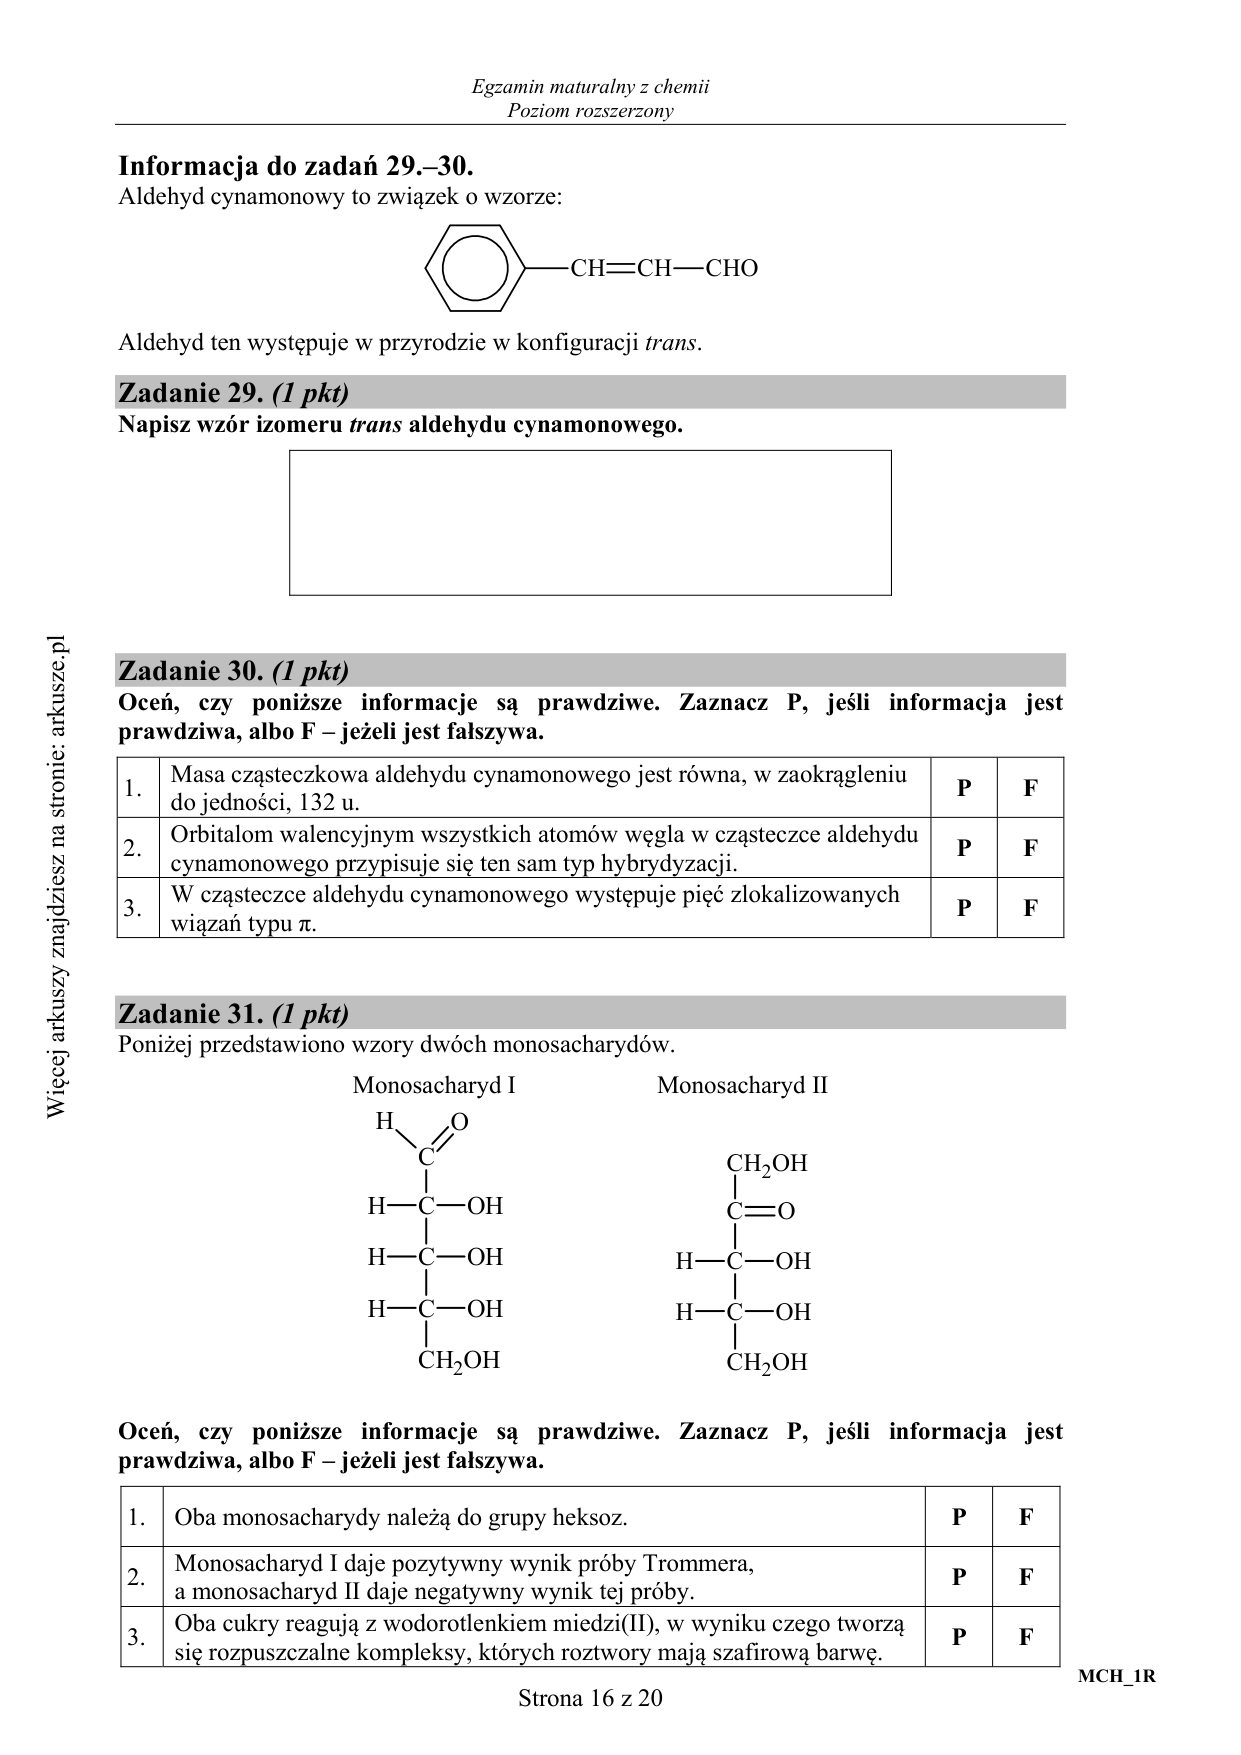 Egzamin maturalny z chemii
Poziom rozszerzony
Informacja do zadań 29.–30.
Aldehyd cynamonowy to związek o wzorze:
CH=CH—CHO
Aldehyd ten występuje w przyrodzie w konfiguracji trans.
Zadanie 29. (1 pkt)
Napisz wzór izomeru trans aldehydu cynamonowego.
Zadanie 30. (1 pkt)
Oceń, czy poniższe informacje są prawdziwe. Zaznacz P, jeśli informacja jest
prawdziwa, albo F – jeżeli jest fałszywa.
1. Masa cząsteczkowa aldehydu cynamonowego jest równa, w zaokrągleniu
do jedności, 132 u. P F
2. Orbitalom walencyjnym wszystkich atomów węgla w cząsteczce aldehydu
cynamonowego przypisuje się ten sam typ hybrydyzacji. P F
3. W cząsteczce aldehydu cynamonowego występuje pięć zlokalizowanych
wiązań typu π. P F
Zadanie 31. (1 pkt)
Poniżej przedstawiono wzory dwóch monosacharydów.
Monosacharyd I Monosacharyd II
H O
C
H—C—OH
H—C—OH
H—C—OH
CH2OH
CH2OH
C=O
H—C—OH
H—C—OH
CH2OH
Oceń, czy poniższe informacje są prawdziwe. Zaznacz P, jeśli informacja jest
prawdziwa, albo F – jeżeli jest fałszywa.
1. Oba monosacharydy należą do grupy heksoz. P F
2. Monosacharyd I daje pozytywny wynik próby Trommera,
a monosacharyd II daje negatywny wynik tej próby. P F
3. Oba cukry reagują z wodorotlenkiem miedzi(II), w wyniku czego tworzą
się rozpuszczalne kompleksy, których roztwory mają szafirową barwę. P F
MCH_1R
Strona 16 z 20
Więcej arkuszy znajdziesz na stronie: arkusze.pl